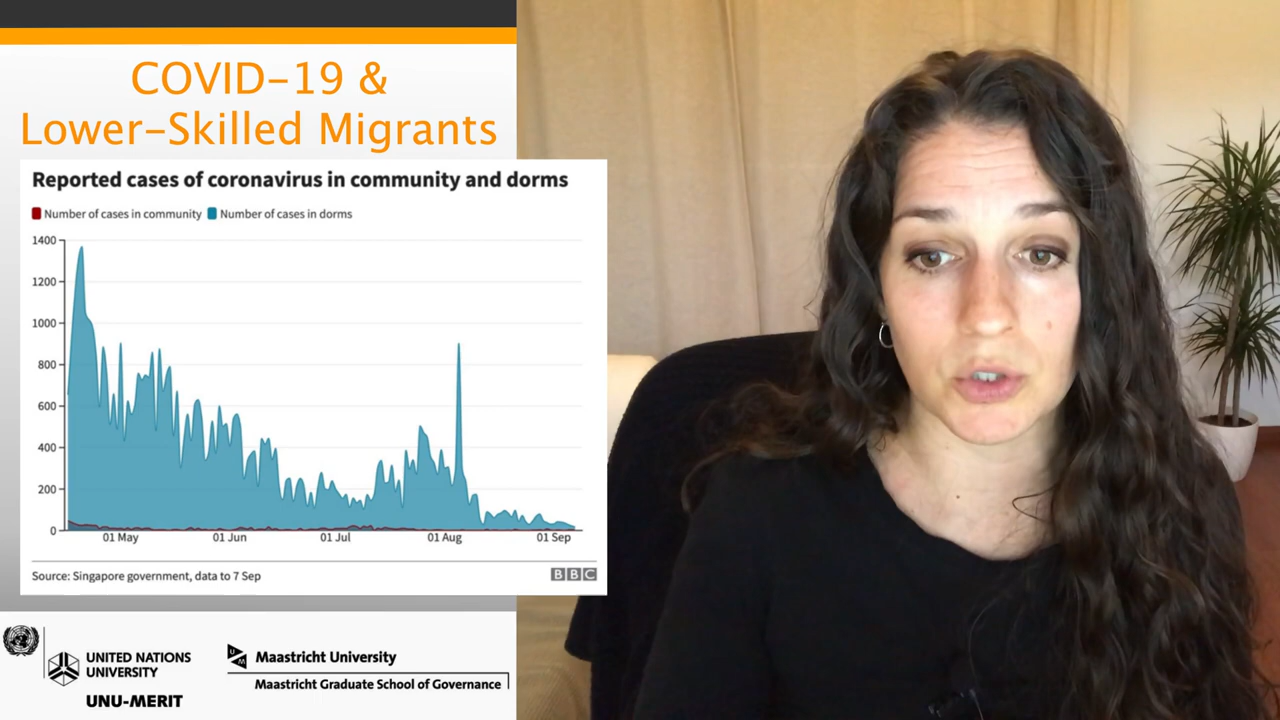 COVID-19 &
Lower-Skilled Migrants
Reported cases of coronavirus in community and dorms
Number of cases in community Number of cases in dorms
1400
1200
1000
800
600
400
200
0
01 May 01 Jun 01 Jul 01 Aug 01 Sep
Source: Singapore government, data to 7 Sep BBC
UNITED NATIONS
UNIVERSITY
UNU-MERIT
UM
Maastricht University
Maastricht Graduate School of Governance